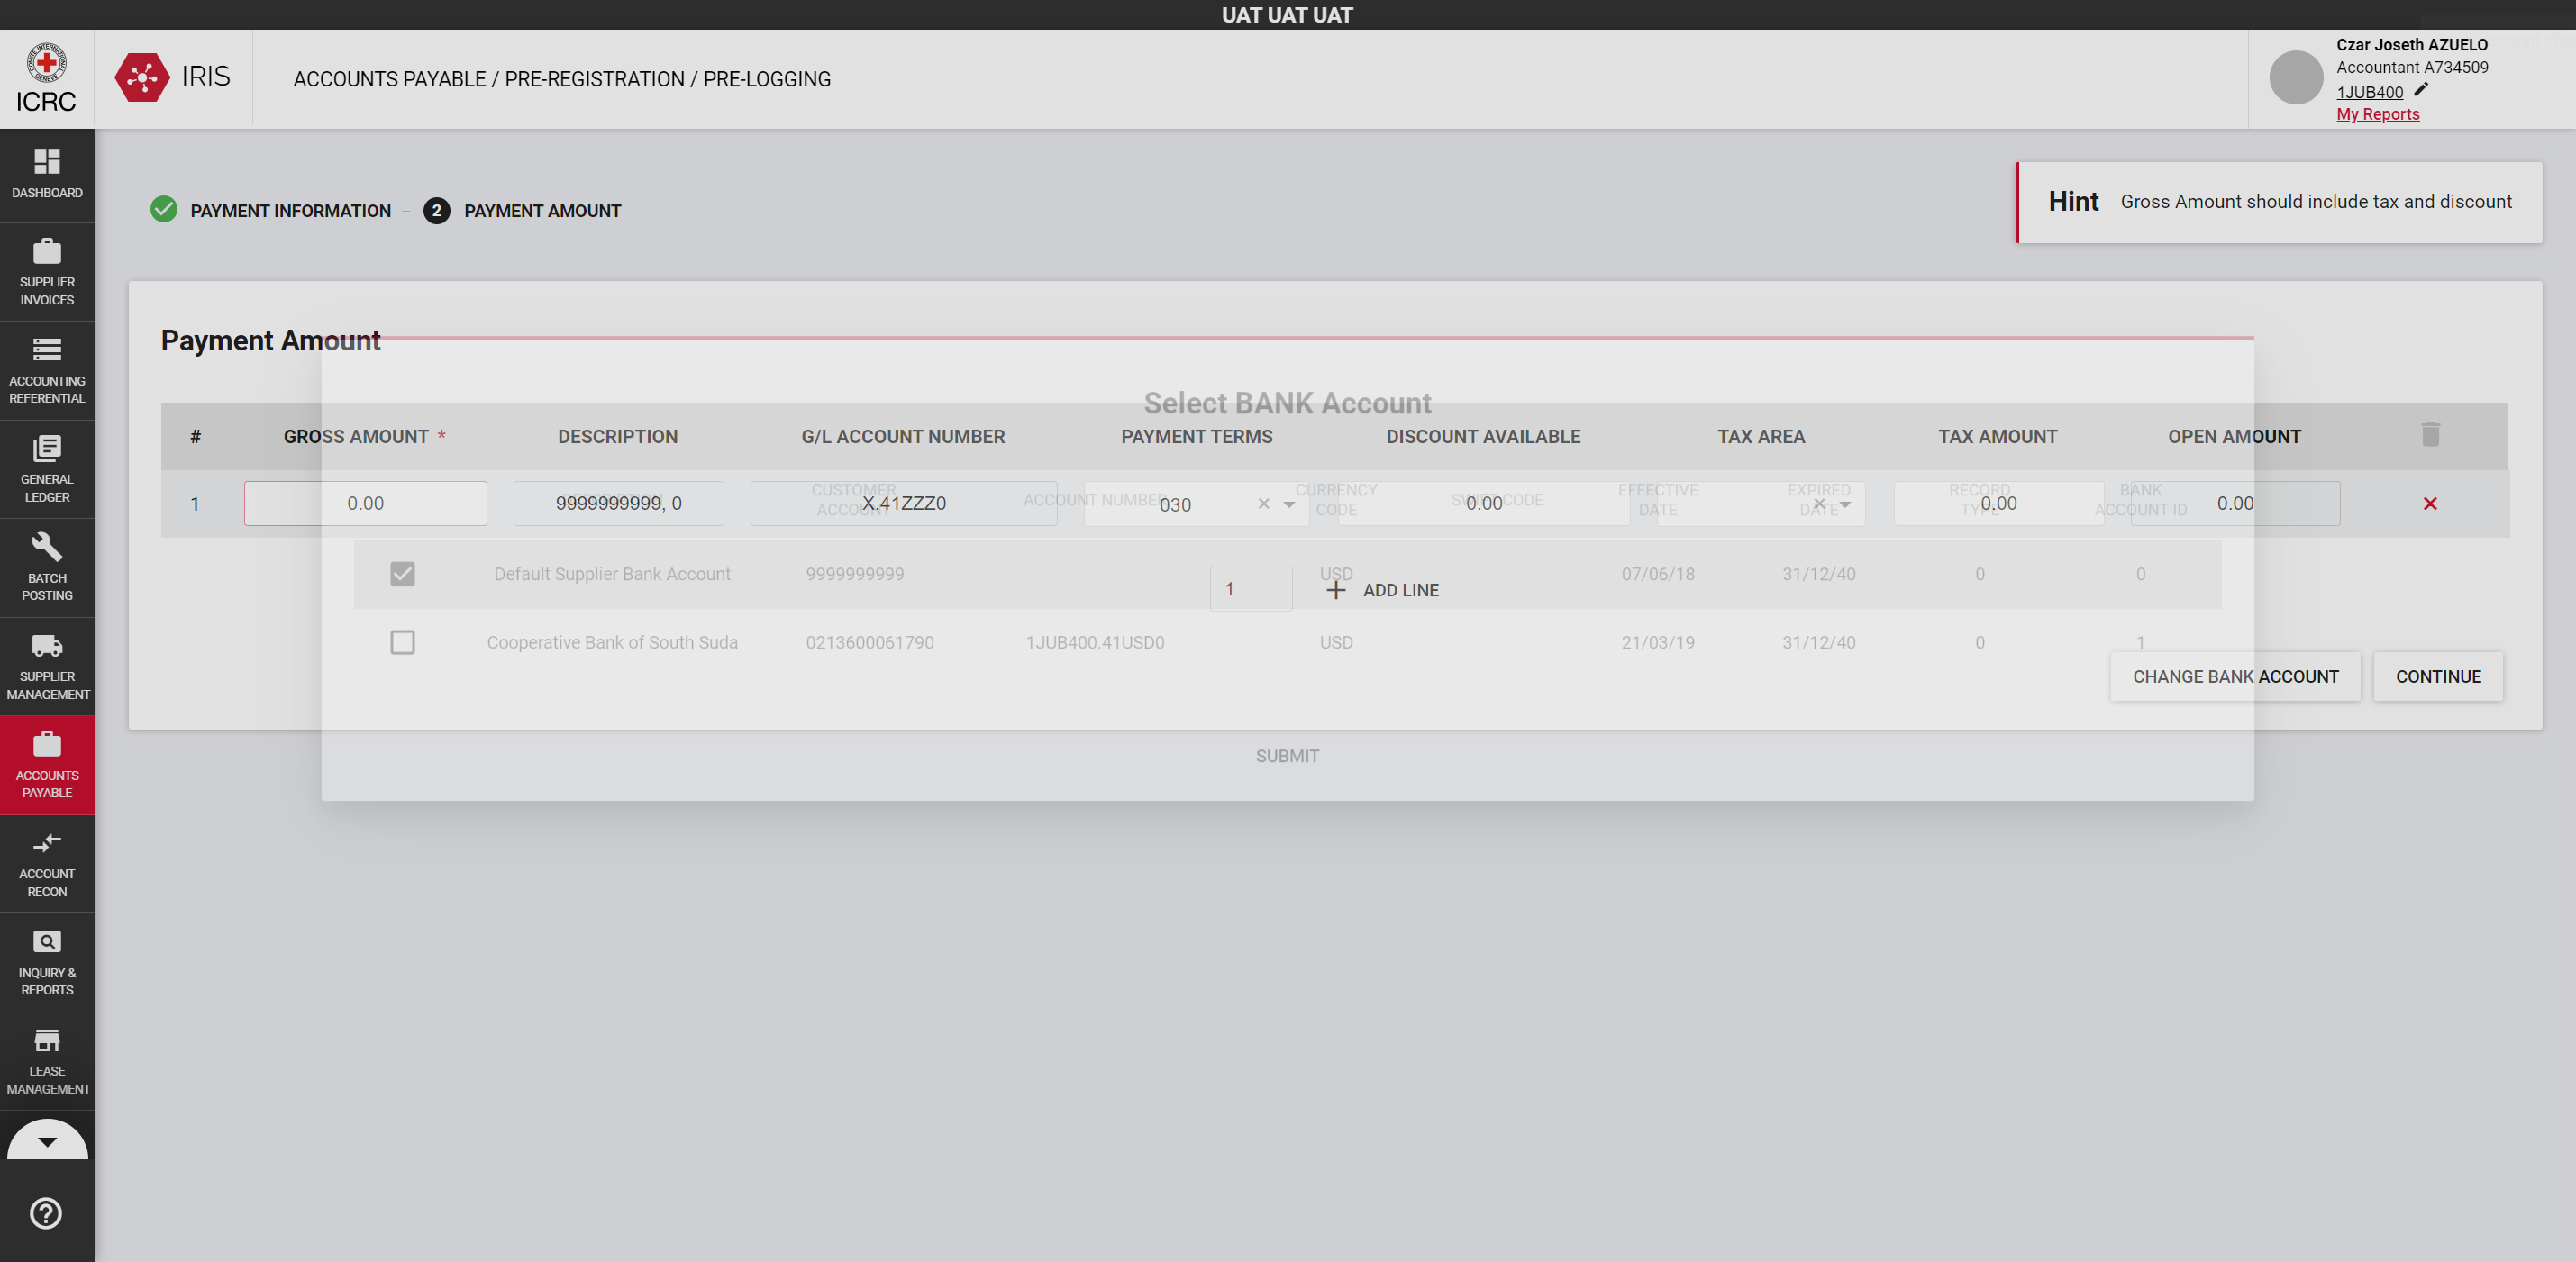 UAT UAT UAT
ICRC
IRIS
ACCOUNTS PAYABLE / PRE-REGISTRATION / PRE-LOGGING
Czar Joseth AZUELO
Accountant A734509
1JUB400
My Reports
DASHBOARD
SUPPLIER
INVOICES
ACCOUNTING
REFERENTIAL
GENERAL
LEDGER
BATCH
POSTING
SUPPLIER
MANAGEMENT
ACCOUNTS
PAYABLE
ACCOUNT
RECON
INQUIRY &
REPORTS
LEASE
MANAGEMENT
PAYMENT INFORMATION
2 PAYMENT AMOUNT
Hint Gross Amount should include tax and discount
Payment Amount
Select BANK Account
# GROSS AMOUNT * DESCRIPTION G/L ACCOUNT NUMBER PAYMENT TERMS DISCOUNT AVAILABLE TAX AREA TAX AMOUNT OPEN AMOUNT
1 0.00 9999999999, 0 X.41ZZZ0 030 0.00 0.00 0.00
DESCRIPTION CUSTOMER ACCOUNT ACCOUNT NUMBER CURRENCY CODE SWIFT CODE EFFECTIVE DATE EXPIRED DATE RECORD TYPE BANK ACCOUNT ID
Default Supplier Bank Account 9999999999 USD 07/06/18 31/12/40 0 0
1 ADD LINE
Cooperative Bank of South Suda 0213600061790 1JUB400.41USD0 USD 21/03/19 31/12/40 0 1
CHANGE BANK ACCOUNT CONTINUE
SUBMIT